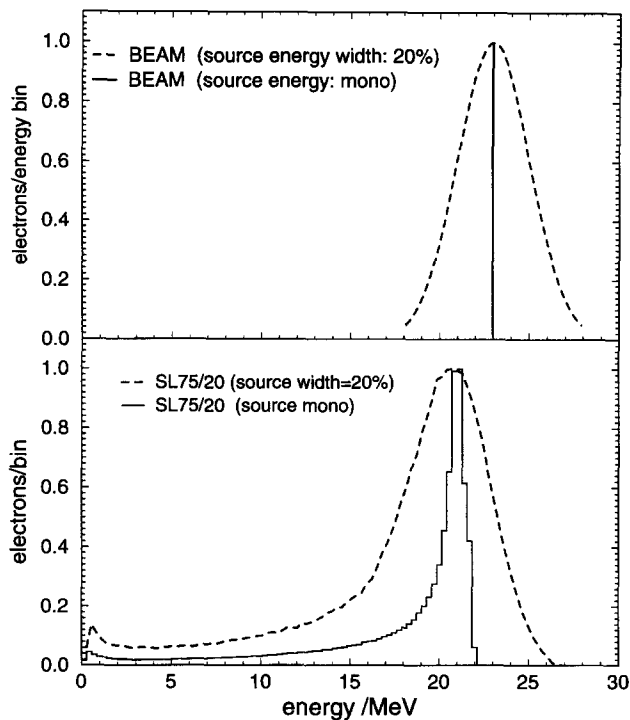 1.0
0.8
0.6
0.4
0.2
0.0
electrons/energy bin
BEAM (source energy width: 20%)
BEAM (source energy: mono)
1.0
0.8
0.6
0.4
0.2
0.0
electrons/bin
SL75/20 (source width=20%)
SL75/20 (source mono)
0 5 10 15 20 25 30
energy /MeV